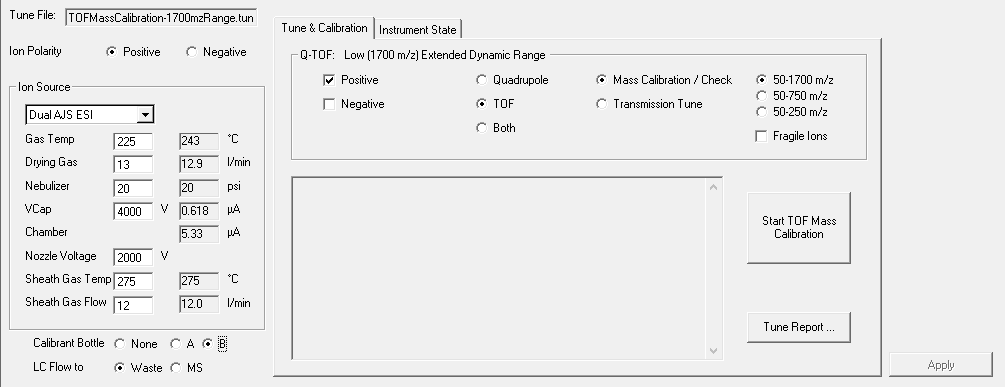 Tune File: TOFMassCalibration-1700mzRange.tun
Ion Polarity Positive Negative
Ion Source
Dual AJS ESI
Gas Temp 225 243 °C
Drying Gas 13 12.9 l/min
Nebulizer 20 20 psi
VCap 4000 V 0.618 µA
Chamber 5.33 µA
Nozzle Voltage 2000 V
Sheath Gas Temp 275 275 °C
Sheath Gas Flow 12 12.0 l/min
Calibrant Bottle None A B
LC Flow to Waste MS
Tune & Calibration Instrument State
Q-TOF: Low (1700 m/z) Extended Dynamic Range
Positive Quadrupole Mass Calibration / Check 50-1700 m/z
50-750 m/z
Negative TOF Transmission Tune
50-250 m/z
Both Fragile Ions
Start TOF Mass
Calibration
Tune Report ...
Apply